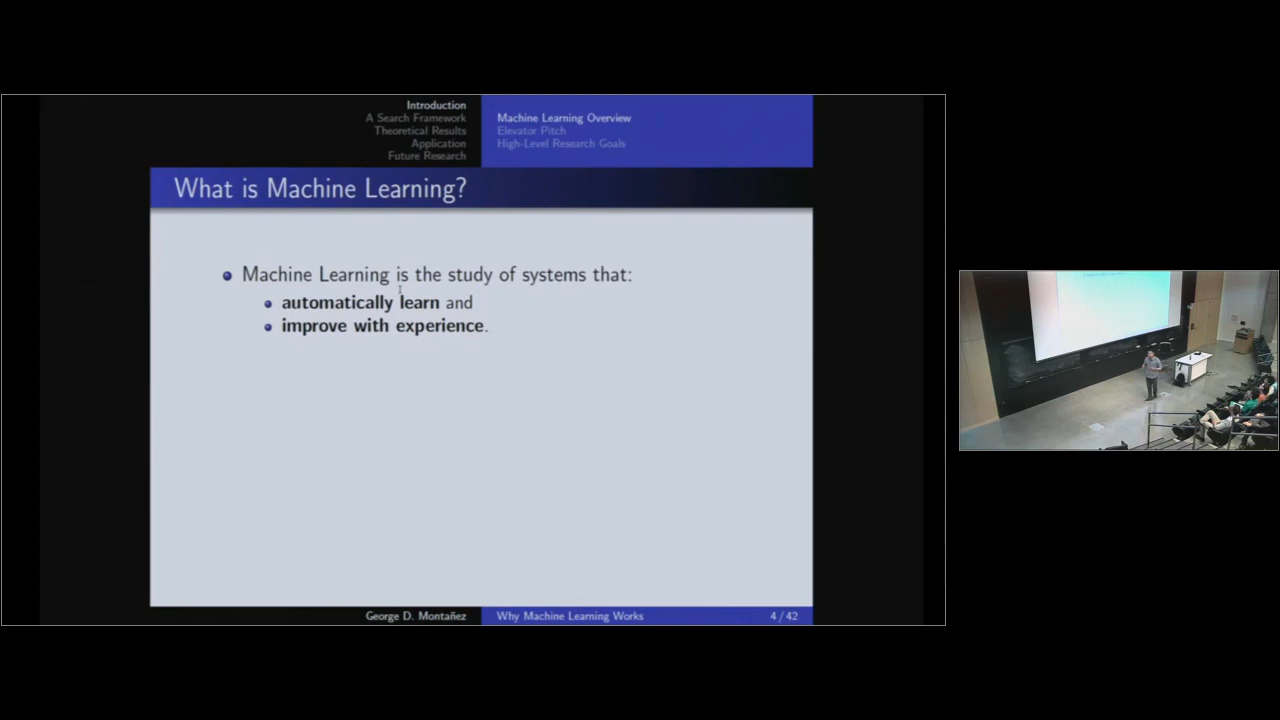 Introduction
A Search Framework
Theoretical Results
Application
Future Research
Machine Learning Overview
Elevator Pitch
High-Level Research Goals
What is Machine Learning?
Machine Learning is the study of systems that:
automatically learn and
improve with experience.
George D. Montañez
Why Machine Learning Works
4 / 42